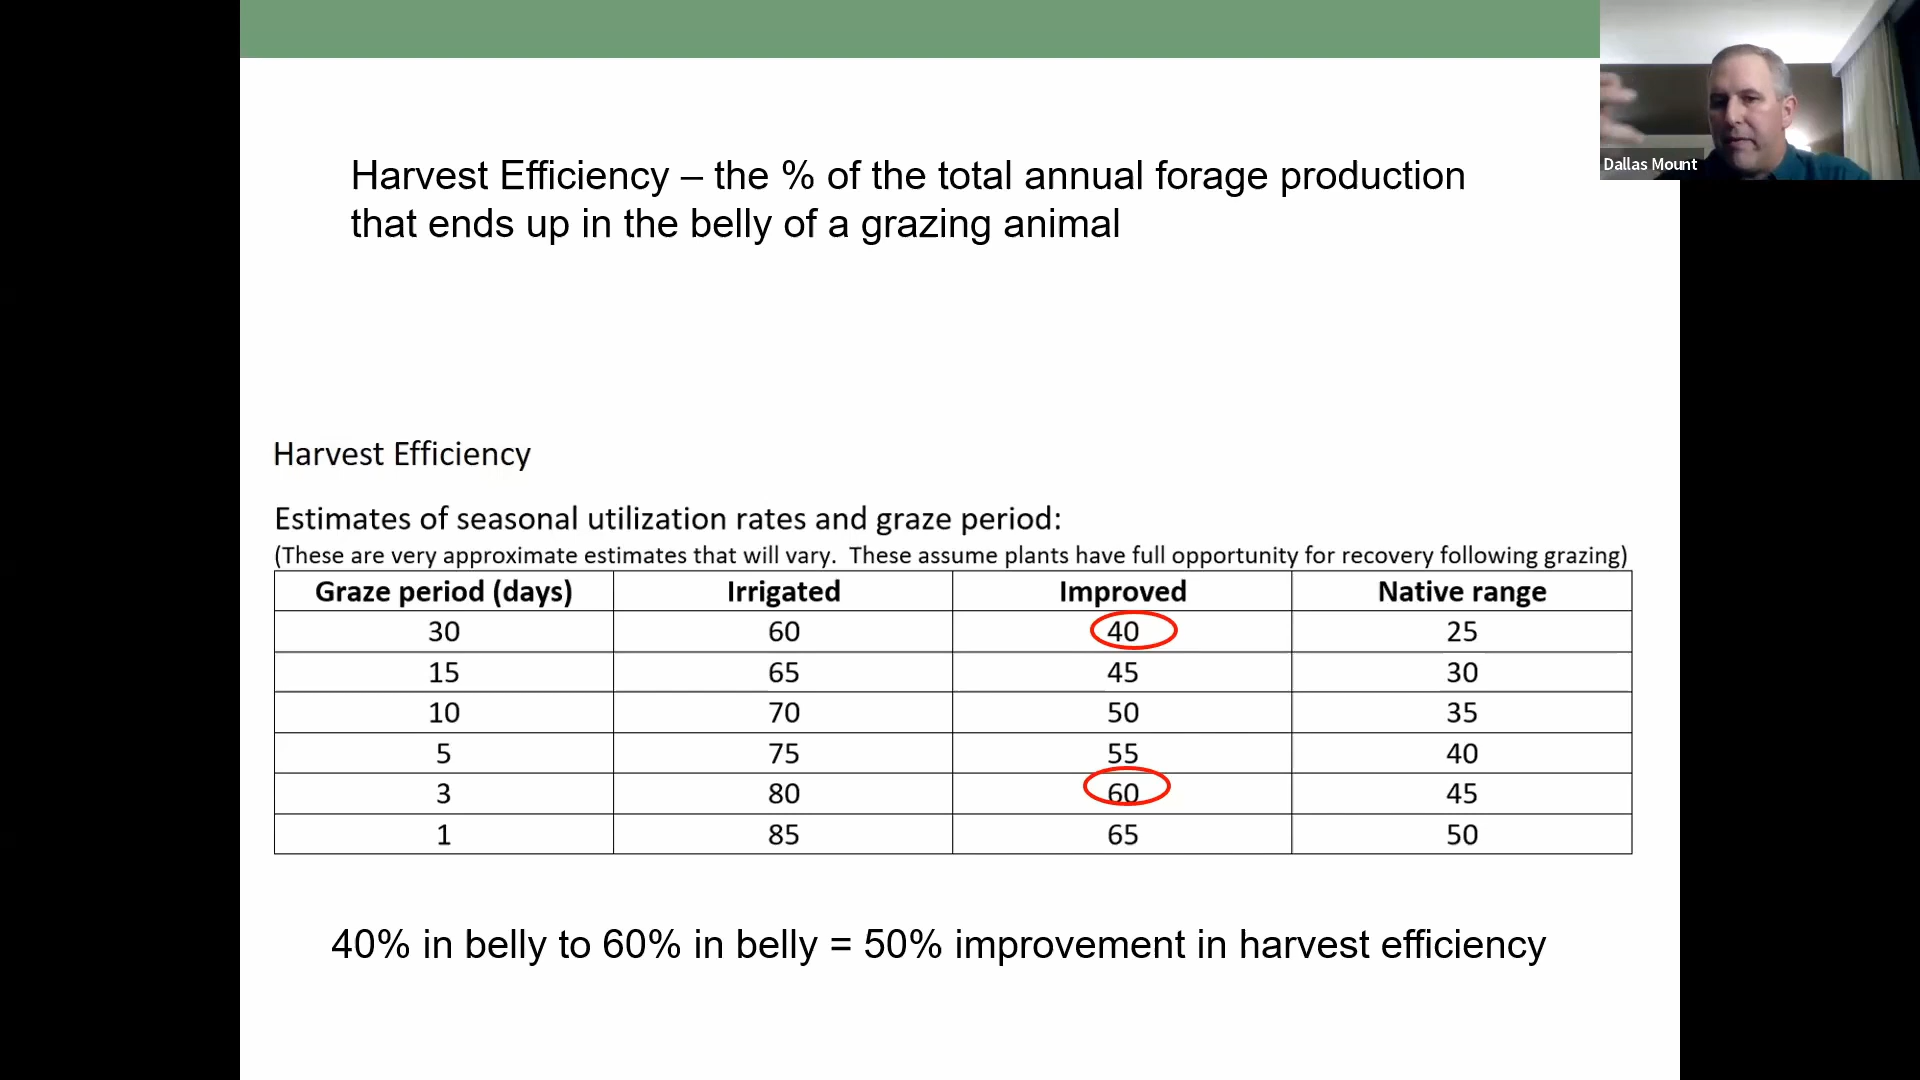 Dallas Mount
Harvest Efficiency – the % of the total annual forage production
that ends up in the belly of a grazing animal
Harvest Efficiency
Estimates of seasonal utilization rates and graze period:
(These are very approximate estimates that will vary.  These assume plants have full opportunity for recovery following grazing)
Graze period (days) Irrigated Improved Native range
30 60 40 25
15 65 45 30
10 70 50 35
5 75 55 40
3 80 60 45
1 85 65 50
40% in belly to 60% in belly = 50% improvement in harvest efficiency